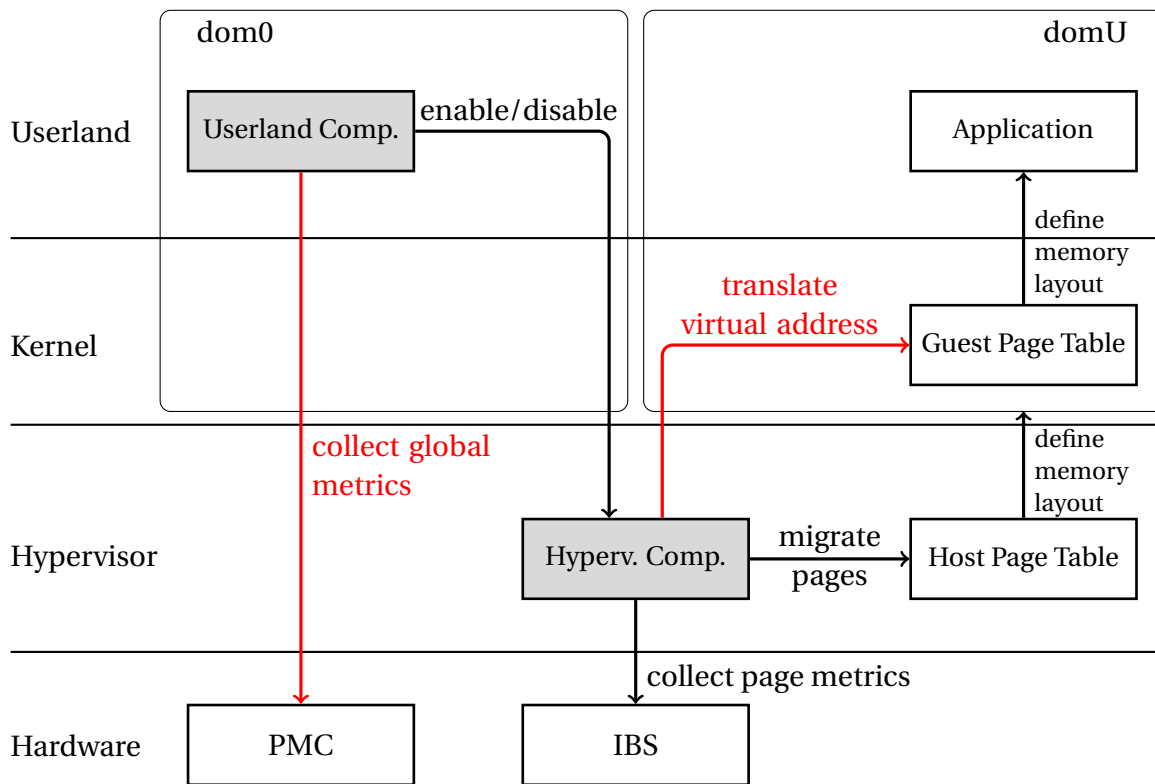 dom0
domU
Userland
Userland Comp.
enable/disable
Application
define
memory
layout
translate
virtual address
Kernel
Guest Page Table
collect global
metrics
define
memory
layout
Hypervisor
Hyperv. Comp.
migrate
pages
Host Page Table
collect page metrics
Hardware
PMC
IBS